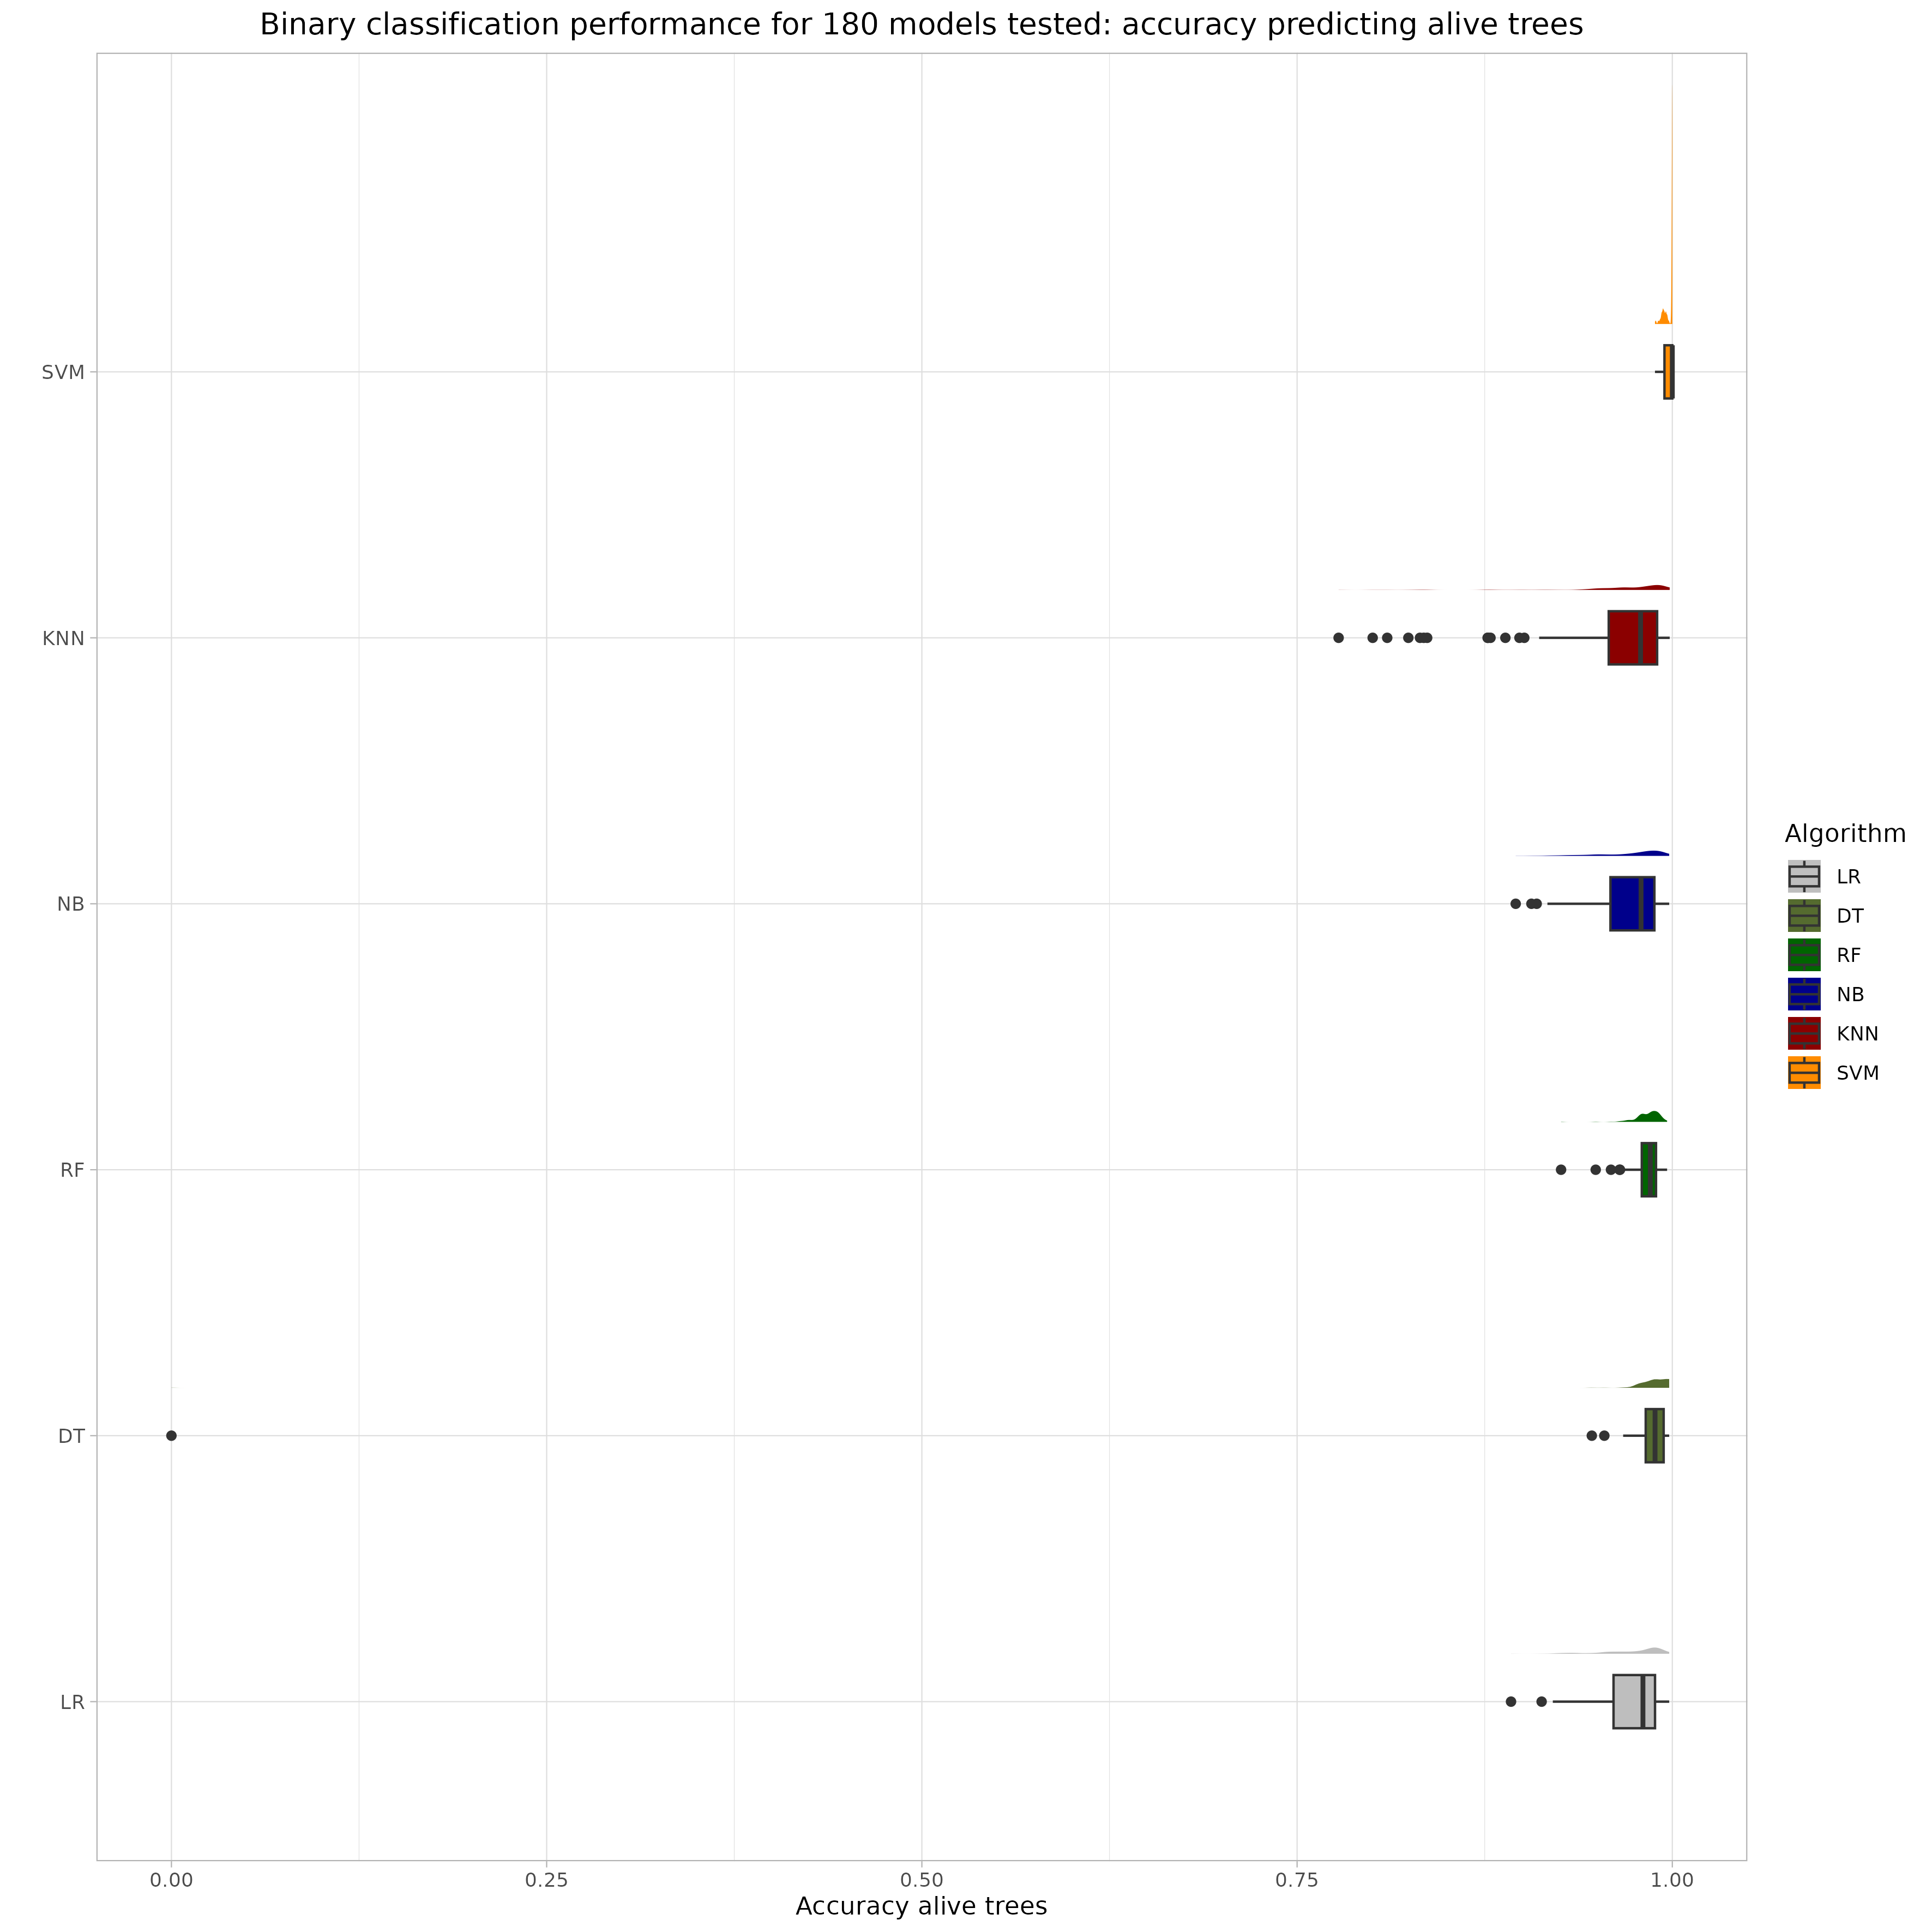 Binary classification performance for 180 models tested: accuracy predicting alive trees
SVM
KNN
NB
RF
DT
LR
0.00 0.25 0.50 0.75 1.00
Accuracy alive trees
Algorithm
LR
DT
RF
NB
KNN
SVM